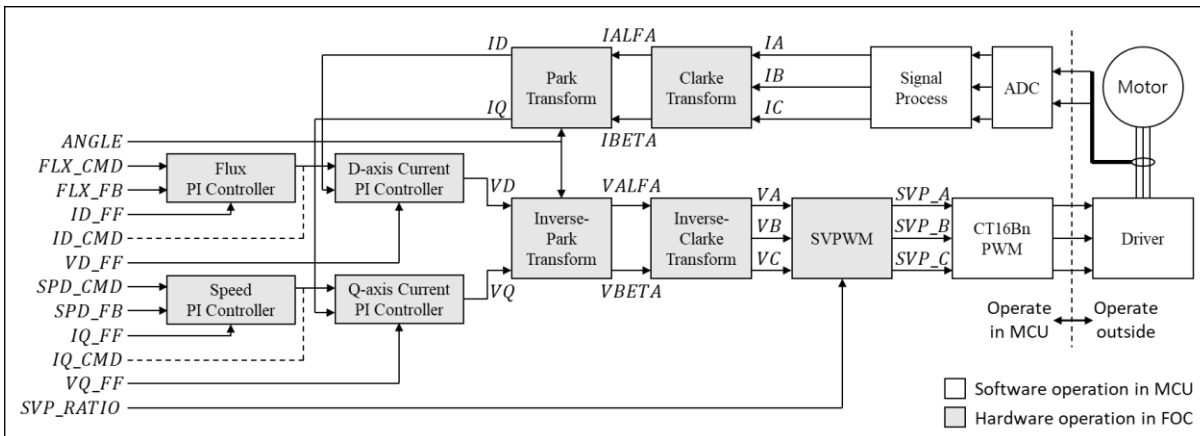 ID
IQ
Park
Transform
IALFA
IBETA
Clarke
Transform
IA
IB
IC
Signal
Process
ADC
Motor
ANGLE
FLX_CMD
FLX_FB
ID_FF
ID_CMD
VD_FF
SPD_CMD
SPD_FB
IQ_FF
IQ_CMD
VQ_FF
SVP_RATIO
Flux
PI Controller
D-axis Current
PI Controller
Speed
PI Controller
Q-axis Current
PI Controller
VD
VQ
Inverse-
Park
Transform
VALFA
VBETA
Inverse-
Clarke
Transform
VA
VB
VC
SVPWM
SVP_A
SVP_B
SVP_C
CT16Bn
PWM
Driver
Operate
in MCU
Operate
outside
Software operation in MCU
Hardware operation in FOC